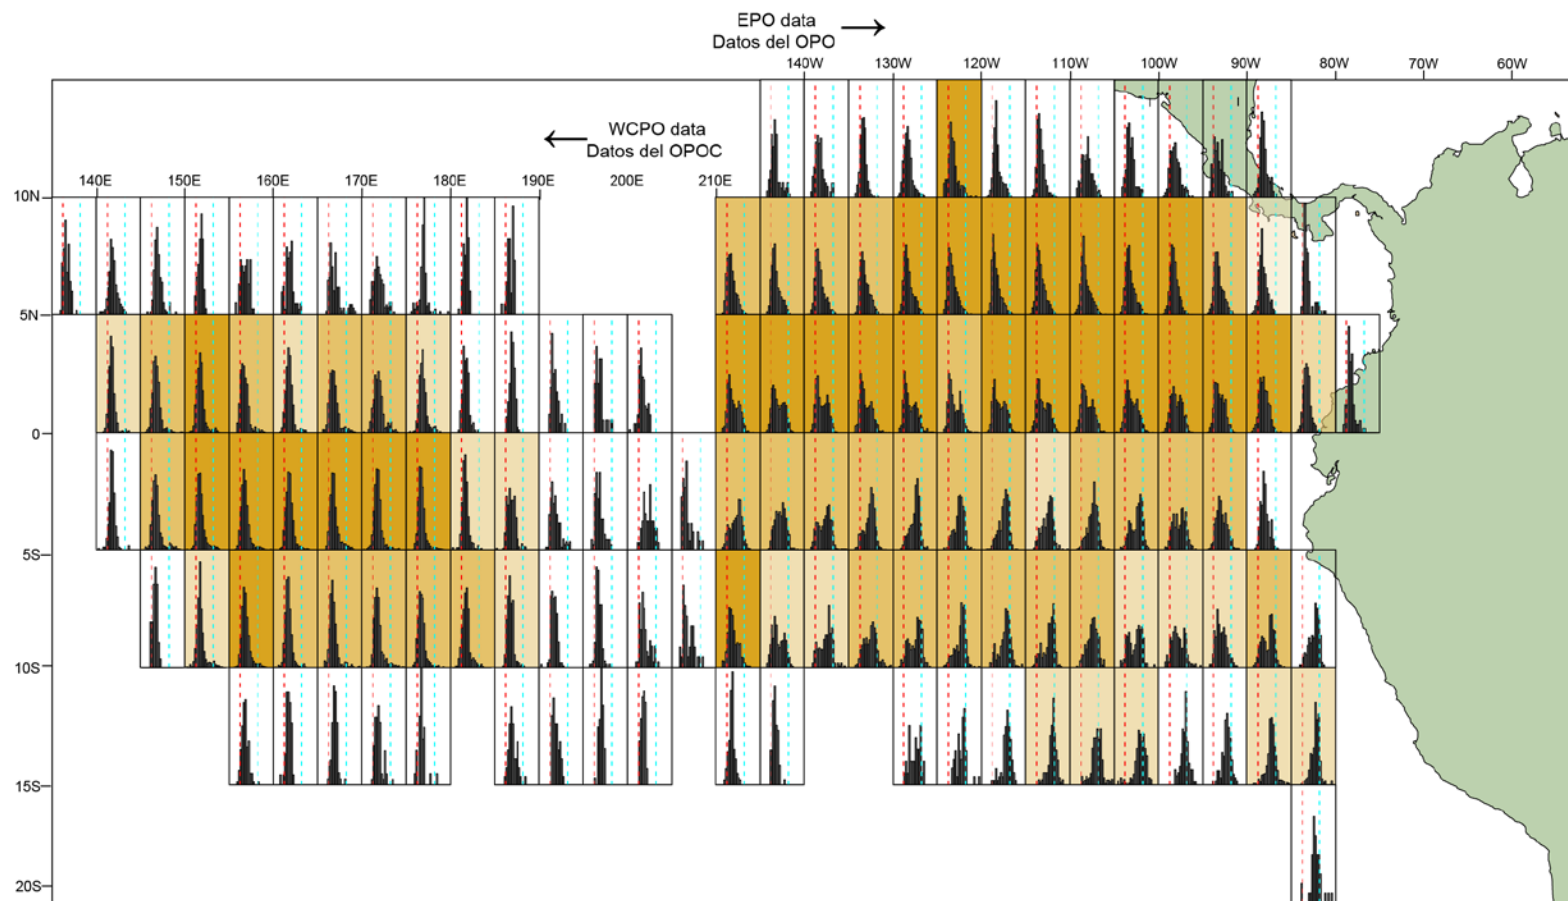 EPO data
Datos del OPO
140W 130W 120W 110W 100W 90W 80W 70W 60W
WCPO data
Datos del OPOC
140E 150E 160E 170E 180E 190E 200E 210E
10N
5N
0
5S
10S
15S
20S